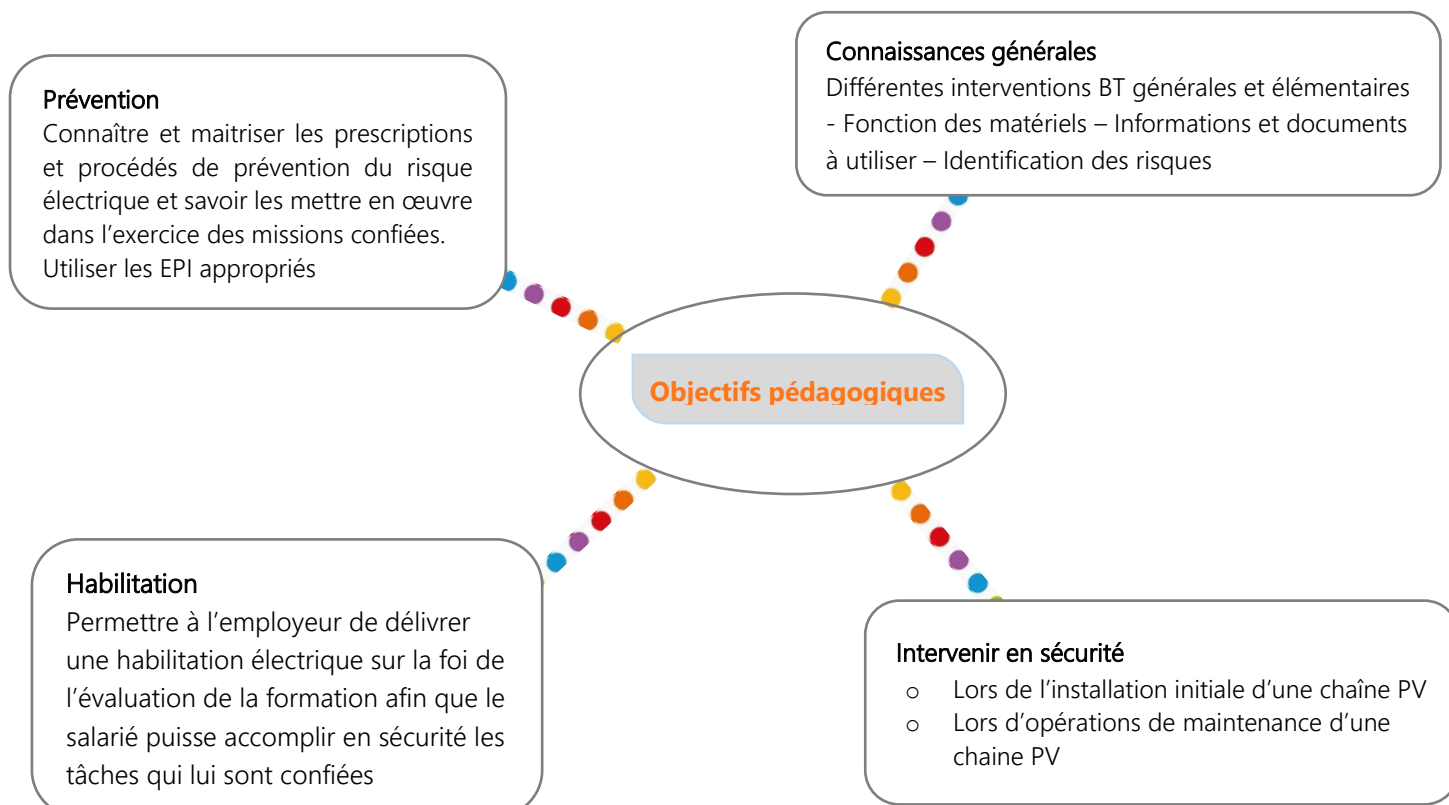 Prévention
Connaître et maitriser les prescriptions
et procédés de prévention du risque
électrique et savoir les mettre en œuvre
dans l'exercice des missions confiées.
Utiliser les EPI appropriés
Connaissances générales
Différentes interventions BT générales et élémentaires
- Fonction des matériels – Informations et documents
à utiliser – Identification des risques
Objectifs pédagogiques
Habilitation
Permettre à l'employeur de délivrer
une habilitation électrique sur la foi de
l'évaluation de la formation afin que le
salarié puisse accomplir en sécurité les
tâches qui lui sont confiées
Intervenir en sécurité
o Lors de l'installation initiale d'une chaîne PV
o Lors d'opérations de maintenance d'une
chaine PV